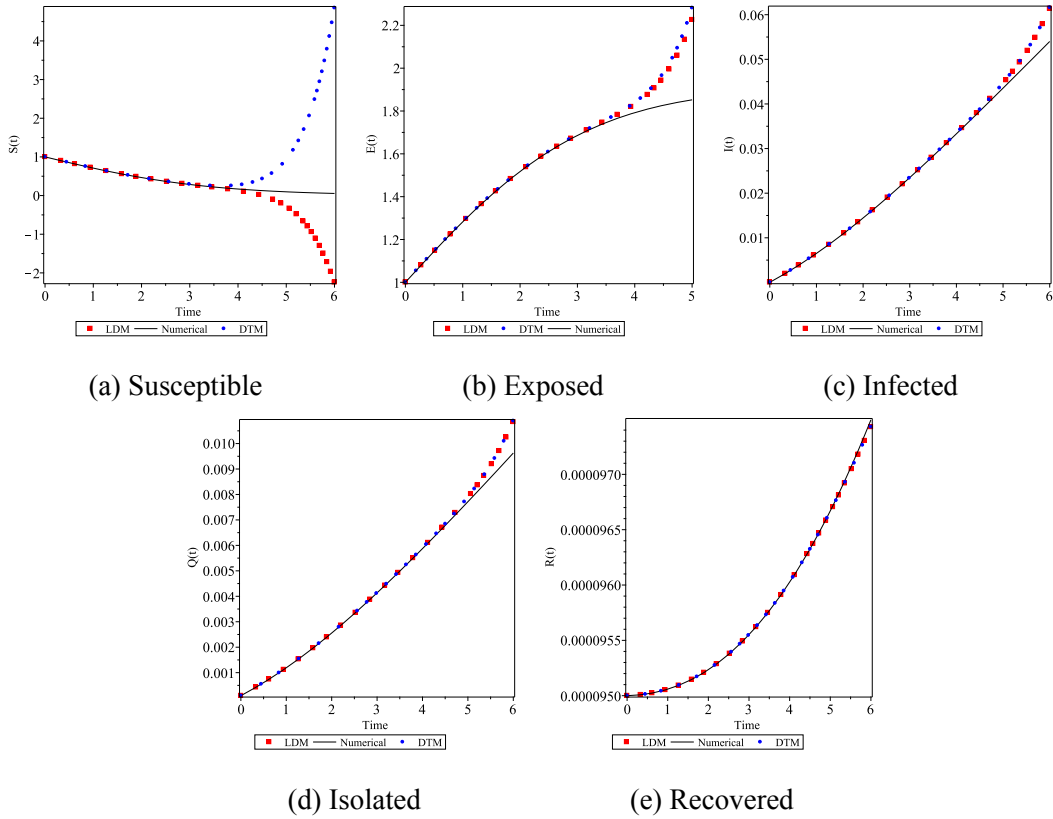 4
3
2
1
0
−1
−2
S(t)
0 1 2 3 4 5 6
Time
LDM Numerical DTM
(a) Susceptible
2.2
2
1.8
1.6
1.4
1.2
1
E(t)
0 1 2 3 4 5
Time
LDM DTM Numerical
(b) Exposed
0.06
0.05
0.04
0.03
0.02
0.01
I(t)
0 1 2 3 4 5 6
Time
LDM Numerical DTM
(c) Infected
0.010
0.009
0.008
0.007
0.006
0.005
0.004
0.003
0.002
0.001
Q(t)
0 1 2 3 4 5 6
Time
LDM Numerical DTM
(d) Isolated
0.0000970
0.0000965
0.0000960
0.0000955
0.0000950
R(t)
0 1 2 3 4 5 6
Time
LDM Numerical DTM
(e) Recovered